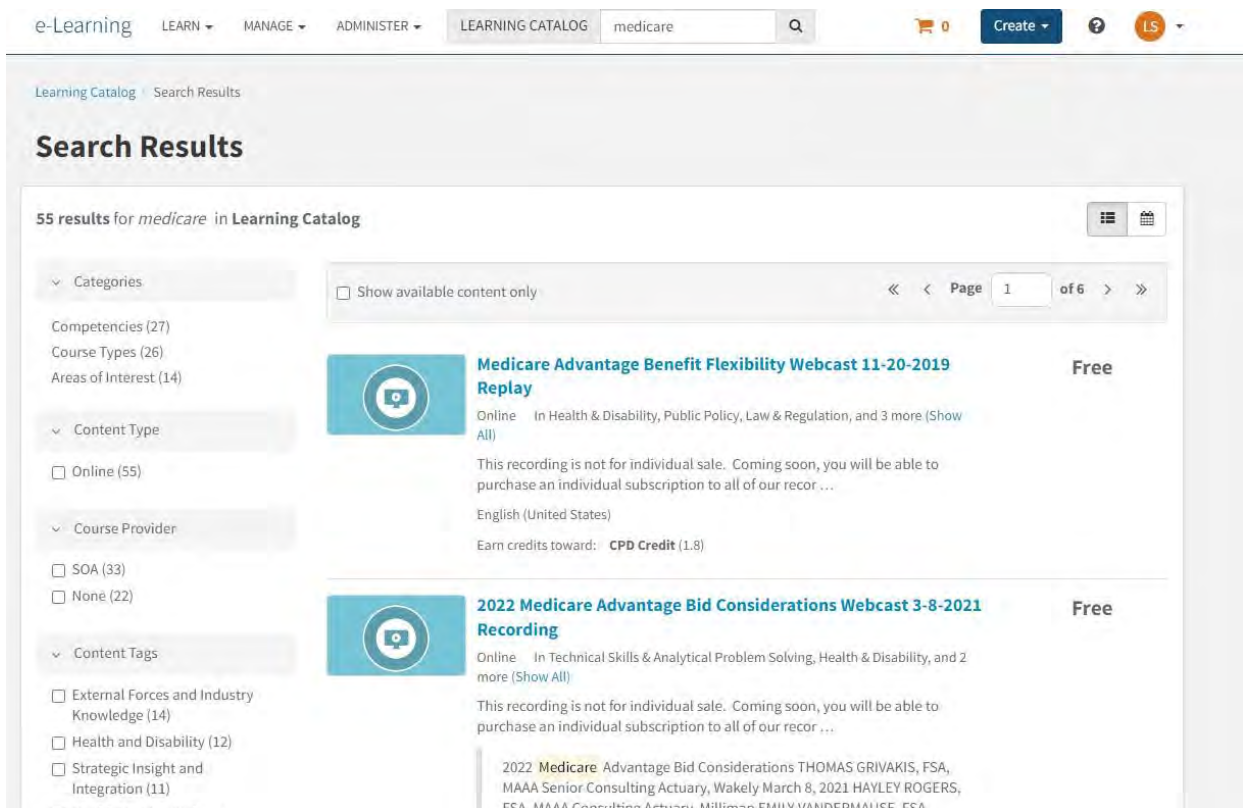 e-Learning LEARN MANAGE ADMINISTER LEARNING CATALOG medicare 0 Create ? LS
Learning Catalog Search Results
Search Results
55 results for medicare in Learning Catalog
Categories
Competencies (27)
Course Types (26)
Areas of Interest (14)
Content Type
Online (55)
Course Provider
SOA (33)
None (22)
Content Tags
External Forces and Industry
Knowledge (14)
Health and Disability (12)
Strategic Insight and
Integration (11)
Show available content only « < Page 1 of 6 > »
Medicare Advantage Benefit Flexibility Webcast 11-20-2019
Replay
Free
Online In Health & Disability, Public Policy, Law & Regulation, and 3 more (Show
All)
This recording is not for individual sale. Coming soon, you will be able to
purchase an individual subscription to all of our recor ...
English (United States)
Earn credits toward: CPD Credit (1.8)
2022 Medicare Advantage Bid Considerations Webcast 3-8-2021
Recording
Free
Online In Technical Skills & Analytical Problem Solving, Health & Disability, and 2
more (Show All)
This recording is not for individual sale. Coming soon, you will be able to
purchase an individual subscription to all of our recor ...
2022 Medicare Advantage Bid Considerations THOMAS GRIVAKIS, FSA,
MAAA Senior Consulting Actuary, Wakely March 8, 2021 HAYLEY ROGERS,
FSA, MAAA Consulting Actuary, Milliman EMILY VANDERMAUSE, FSA